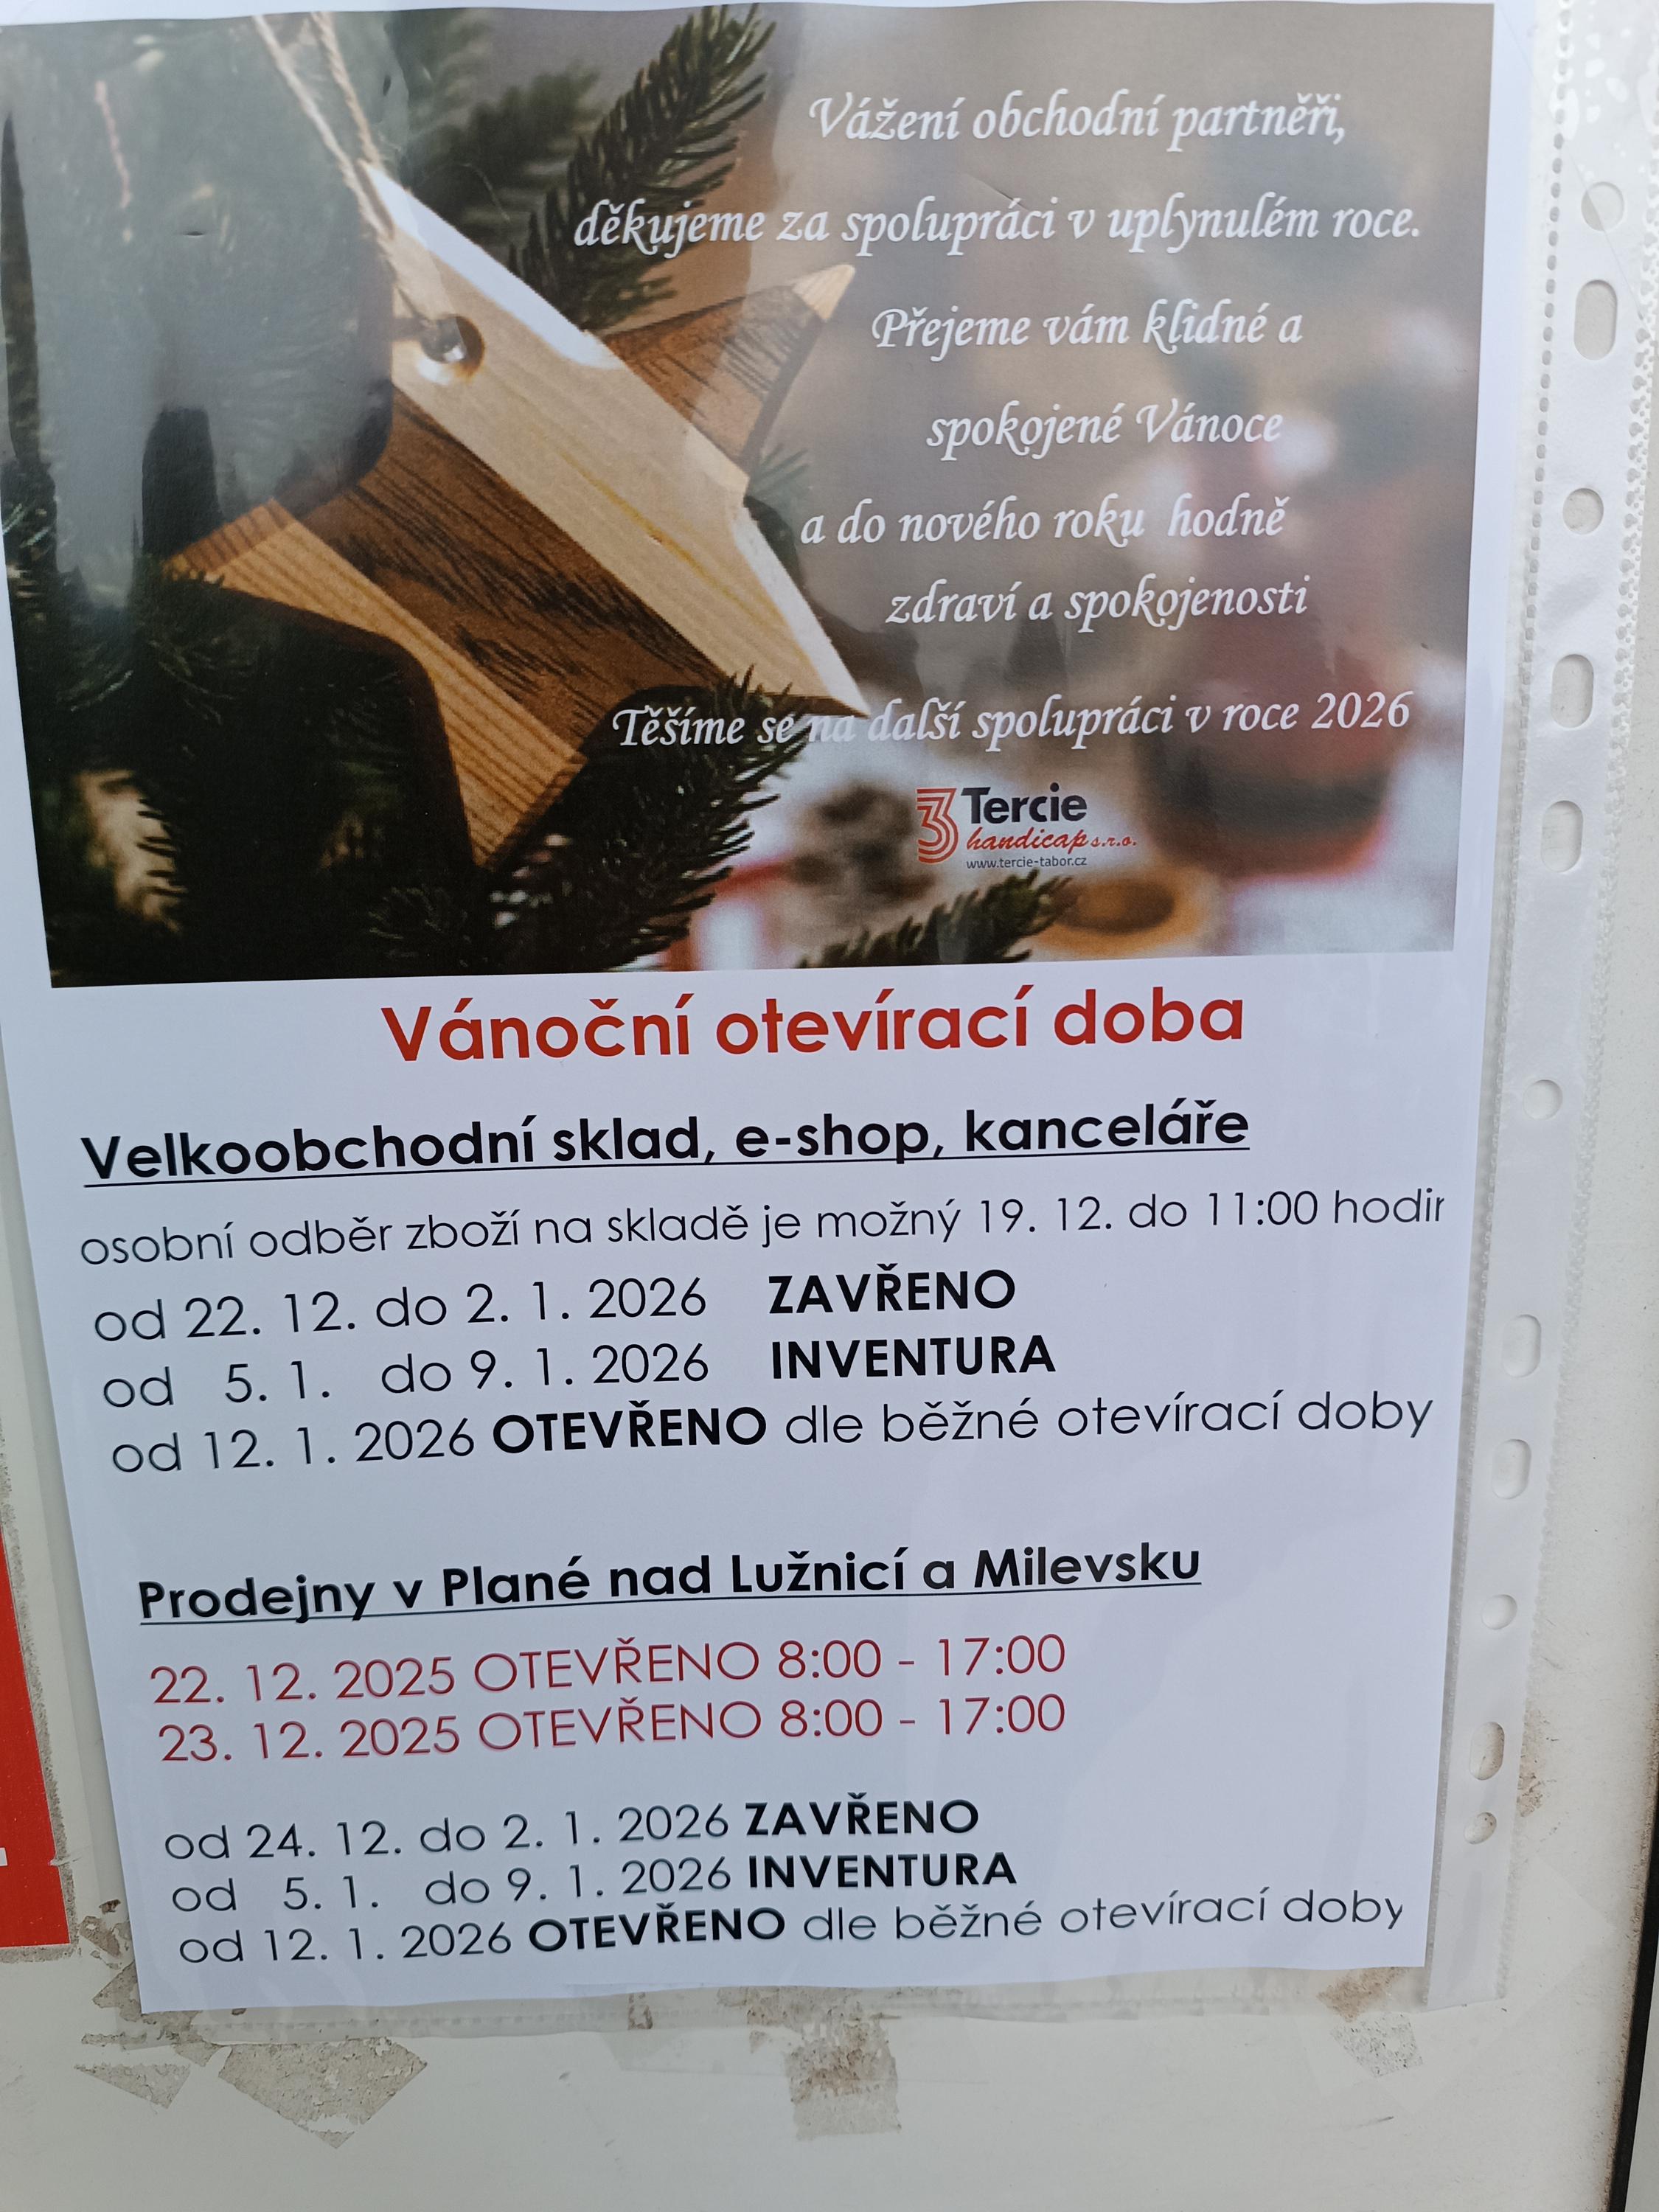 Vážení obchodní partněři,
děkujeme za spolupráci v uplynulém roce.
Přejeme vám klidné a
spokojené Vánoce
a do nového roku hodně
zdraví a spokojenosti
Těšíme se na další spolupráci v roce 2026
3 Tercie
handicap s.r.o.
www.tercie-tabor.cz
Vánoční otevírací doba
Velkoobchodní sklad, e-shop, kanceláře
osobní odběr zboží na skladě je možný 19. 12. do 11:00 hodin
od 22. 12. do 2. 1. 2026 ZAVŘENO
od 5. 1. do 9. 1. 2026 INVENTURA
od 12. 1. 2026 OTEVŘENO dle běžné otevírací doby
Prodejny v Plané nad Lužnicí a Milevsku
22. 12. 2025 OTEVŘENO 8:00 - 17:00
23. 12. 2025 OTEVŘENO 8:00 - 17:00
od 24. 12. do 2. 1. 2026 ZAVŘENO
od 5. 1. do 9. 1. 2026 INVENTURA
od 12. 1. 2026 OTEVŘENO dle běžné otevírací doby